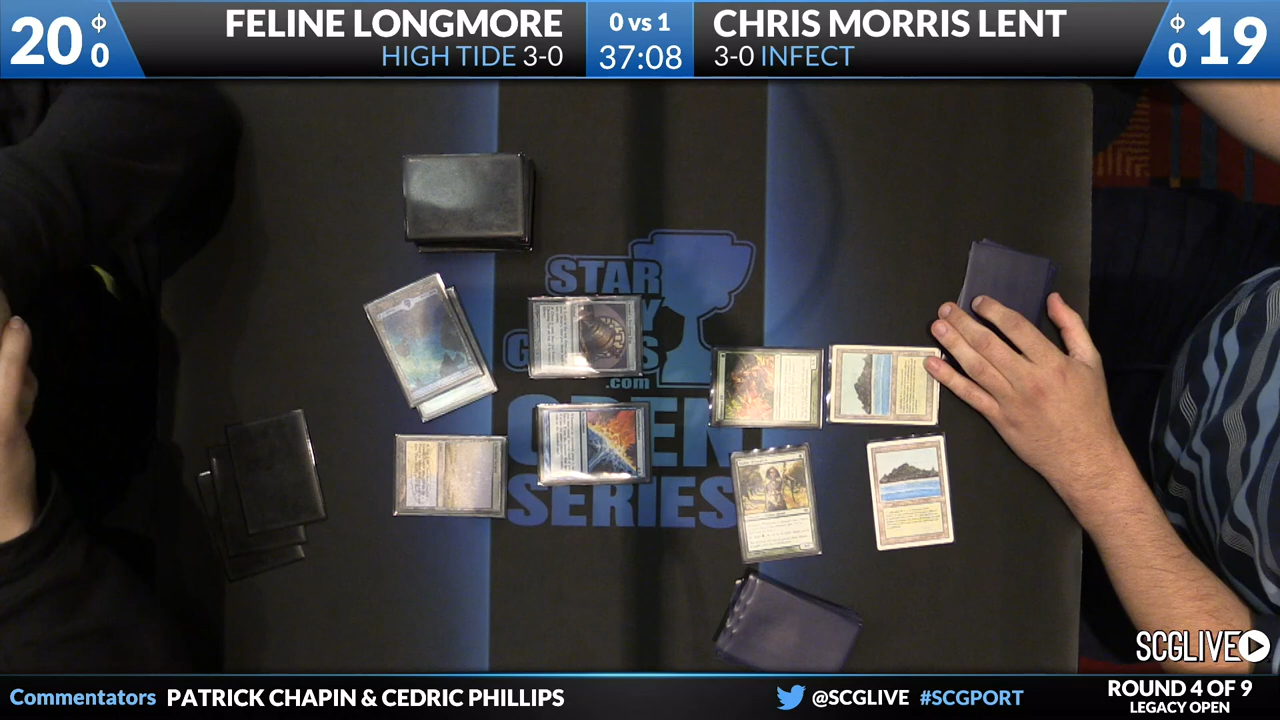 20 φ 0
FELINE LONGMORE
HIGH TIDE 3-0
0 vs 1
37:08
CHRIS MORRIS LENT
3-0 INFECT
φ 0 19
STAR
.com
OPEN
SERIES
SCGLIVE
Commentators PATRICK CHAPIN & CEDRIC PHILLIPS
@SCGLIVE #SCGPORT
ROUND 4 OF 9
LEGACY OPEN